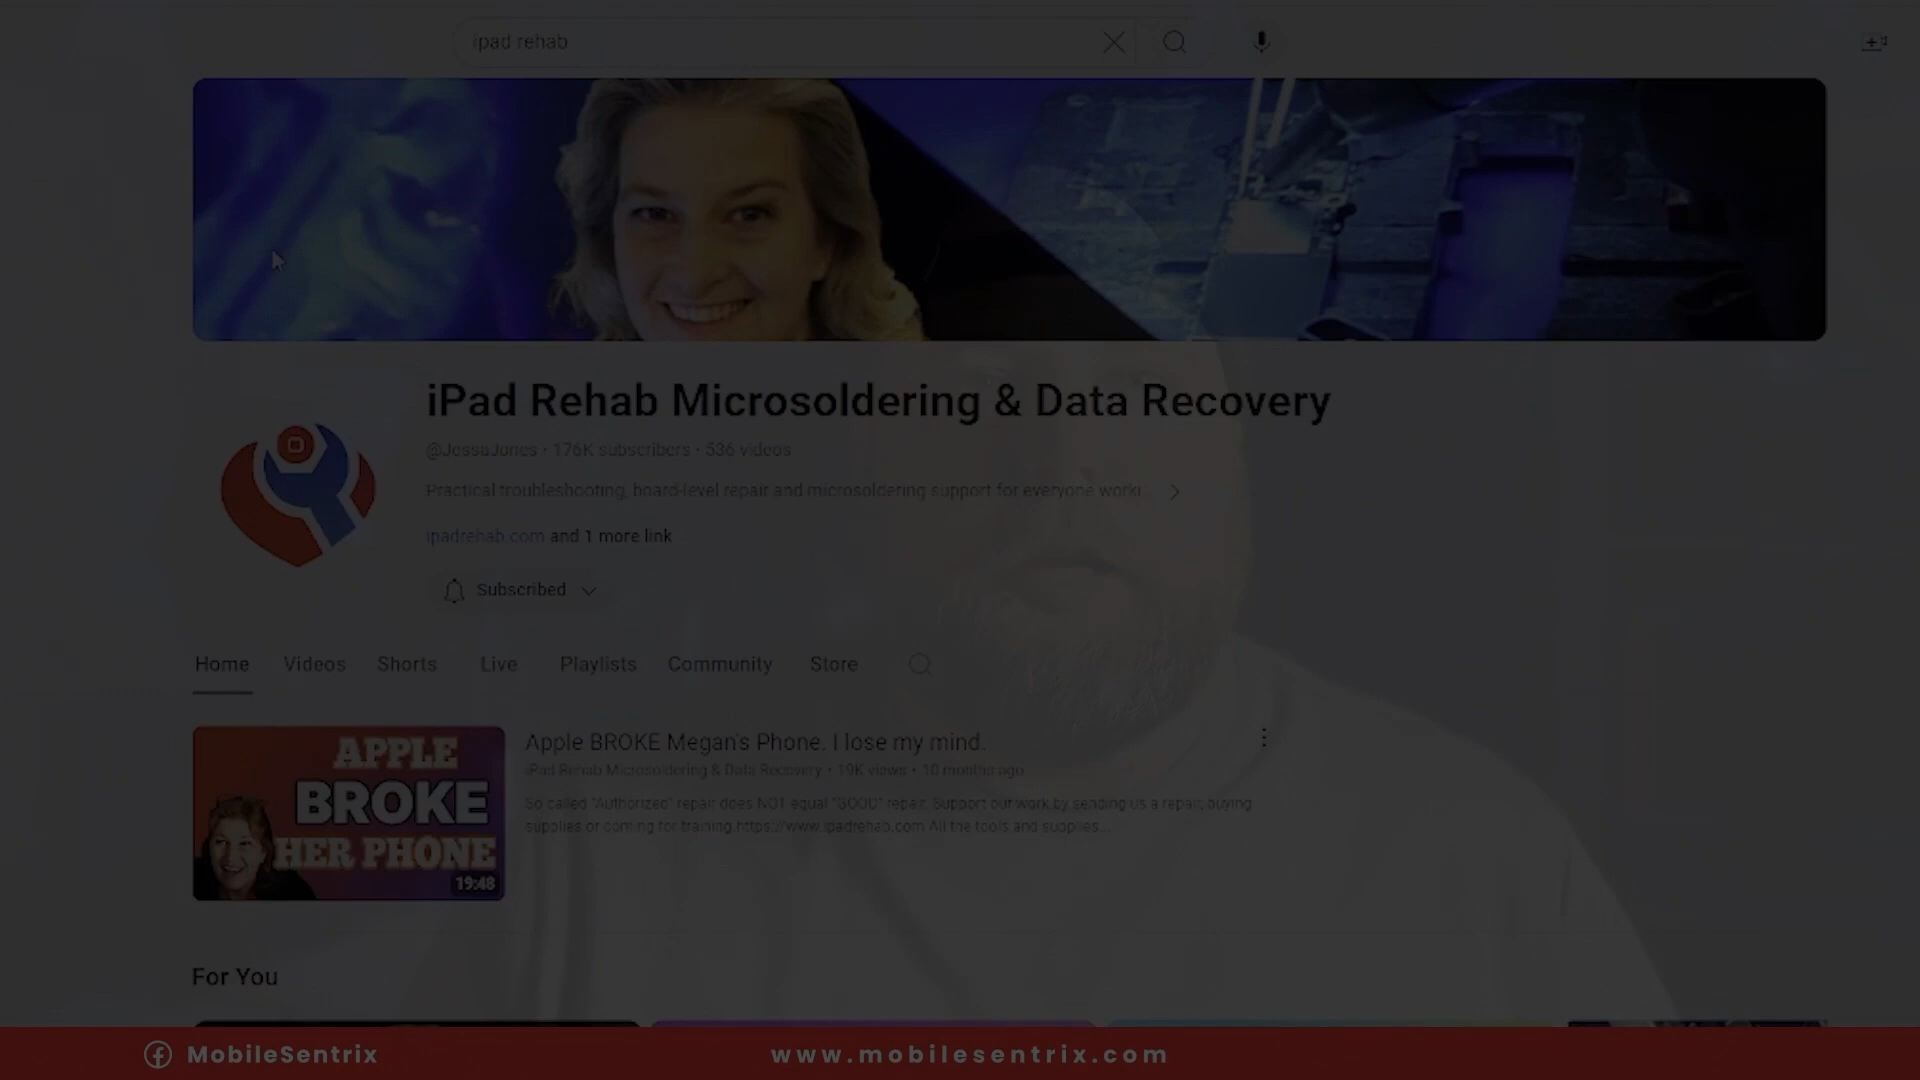 ipad rehab
iPad Rehab Microsoldering & Data Recovery
@JessaJones · 176K subscribers · 536 videos
Practical troubleshooting, board-level repair and microsoldering support for everyone worki...
ipadrehab.com and 1 more link
Subscribed
Home Videos Shorts Live Playlists Community Store
APPLE
BROKE
HER PHONE
19:48
Apple BROKE Megan's Phone. I lose my mind.
iPad Rehab Microsoldering & Data Recovery · 19K views · 10 months ago
So called "Authorized" repair does NOT equal "GOOD" repair. Support our work by sending us a repair, buying
supplies or coming for training.https://www.ipadrehab.com All the tools and supplies...
For You
MobileSentrix
www.mobilesentrix.com